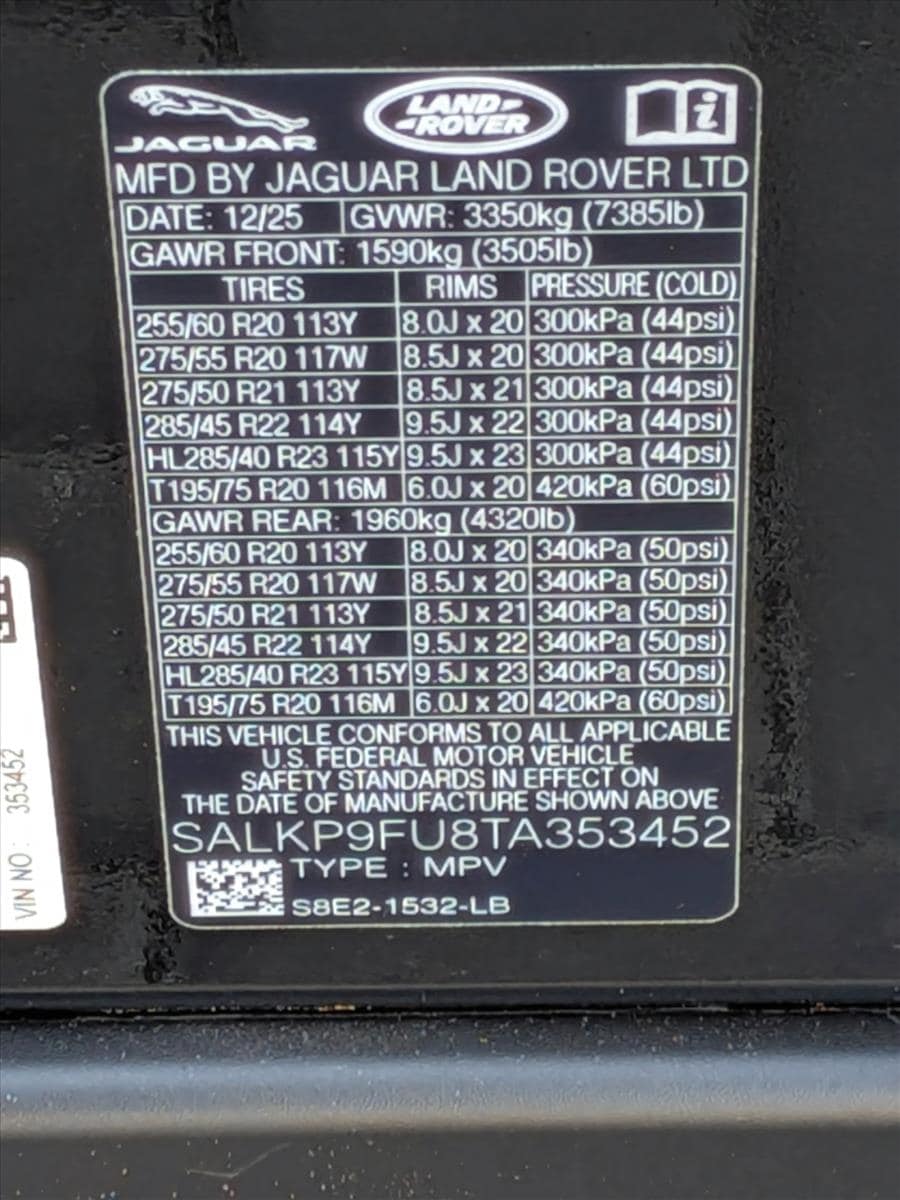 JAGUAR
LAND-
-ROVER
i
MFD BY JAGUAR LAND ROVER LTD
DATE: 12/25 GVWR: 3350kg (7385lb)
GAWR FRONT: 1590kg (3505lb)
TIRES RIMS PRESSURE (COLD)
255/60 R20 113Y 8.0J x 20 300kPa (44psi)
275/55 R20 117W 8.5J x 20 300kPa (44psi)
275/50 R21 113Y 8.5J x 21 300kPa (44psi)
285/45 R22 114Y 9.5J x 22 300kPa (44psi)
HL285/40 R23 115Y 9.5J x 23 300kPa (44psi)
T195/75 R20 116M 6.0J x 20 420kPa (60psi)
GAWR REAR: 1960kg (4320lb)
255/60 R20 113Y 8.0J x 20 340kPa (50psi)
275/55 R20 117W 8.5J x 20 340kPa (50psi)
275/50 R21 113Y 8.5J x 21 340kPa (50psi)
285/45 R22 114Y 9.5J x 22 340kPa (50psi)
HL285/40 R23 115Y 9.5J x 23 340kPa (50psi)
T195/75 R20 116M 6.0J x 20 420kPa (60psi)
THIS VEHICLE CONFORMS TO ALL APPLICABLE
U.S. FEDERAL MOTOR VEHICLE
SAFETY STANDARDS IN EFFECT ON
THE DATE OF MANUFACTURE SHOWN ABOVE
SALKP9FU8TA353452
TYPE : MPV
S8E2-1532-LB
VIN NO: 353452